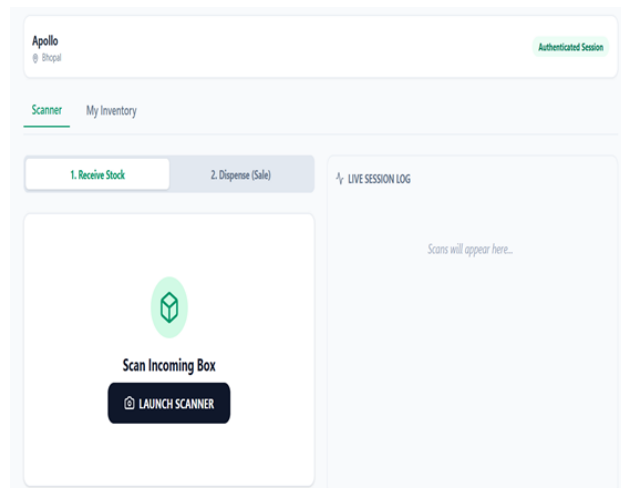 Apollo
Bhopal
Authenticated Session
Scanner
My Inventory
1. Receive Stock
2. Dispense (Sale)
LIVE SESSION LOG
Scans will appear here...
Scan Incoming Box
LAUNCH SCANNER